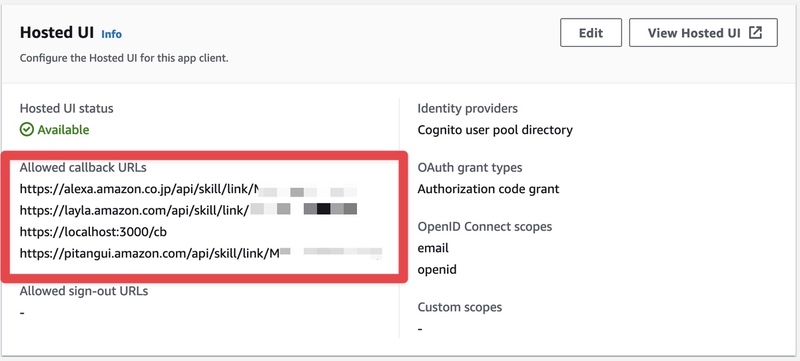 Hosted UI Info
Edit
View Hosted UI
Configure the Hosted UI for this app client.
Hosted UI status
Available
Allowed callback URLs
https://alexa.amazon.co.jp/api/skill/link/M
https://layla.amazon.com/api/skill/link/
https://localhost:3000/cb
https://pitangui.amazon.com/api/skill/link/M
Allowed sign-out URLs
-
Identity providers
Cognito user pool directory
OAuth grant types
Authorization code grant
OpenID Connect scopes
email
openid
Custom scopes
-